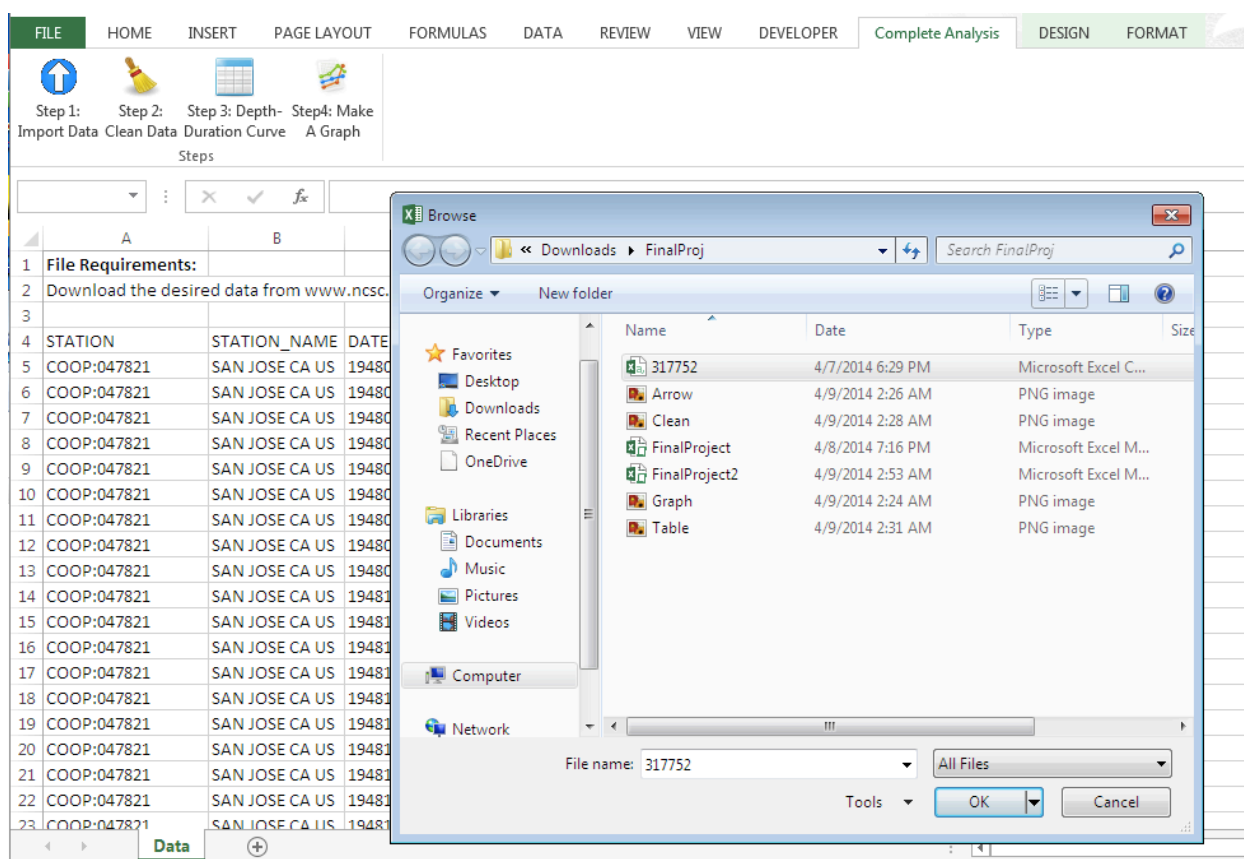 FILE HOME INSERT PAGE LAYOUT FORMULAS DATA REVIEW VIEW DEVELOPER Complete Analysis DESIGN FORMAT
Step 1: Step 2: Step 3: Depth- Step4: Make
Import Data Clean Data Duration Curve A Graph
Steps
fx
Browse
« Downloads FinalProj Search FinalProj
Organize New folder
Name Date Type Size
Favorites
Desktop
Downloads
Recent Places
OneDrive
Libraries
Documents
Music
Pictures
Videos
Computer
Network
317752 4/7/2014 6:29 PM Microsoft Excel C...
Arrow 4/9/2014 2:26 AM PNG image
Clean 4/9/2014 2:28 AM PNG image
FinalProject 4/8/2014 7:16 PM Microsoft Excel M...
FinalProject2 4/9/2014 2:53 AM Microsoft Excel M...
Graph 4/9/2014 2:24 AM PNG image
Table 4/9/2014 2:31 AM PNG image
File name: 317752 All Files
Tools OK Cancel
A B
1 File Requirements:
2 Download the desired data from www.ncsc.
3
4 STATION STATION_NAME DATE
5 COOP:047821 SAN JOSE CA US 19480
6 COOP:047821 SAN JOSE CA US 19480
7 COOP:047821 SAN JOSE CA US 19480
8 COOP:047821 SAN JOSE CA US 19480
9 COOP:047821 SAN JOSE CA US 19480
10 COOP:047821 SAN JOSE CA US 19480
11 COOP:047821 SAN JOSE CA US 19480
12 COOP:047821 SAN JOSE CA US 19480
13 COOP:047821 SAN JOSE CA US 19480
14 COOP:047821 SAN JOSE CA US 19481
15 COOP:047821 SAN JOSE CA US 19481
16 COOP:047821 SAN JOSE CA US 19481
17 COOP:047821 SAN JOSE CA US 19481
18 COOP:047821 SAN JOSE CA US 19481
19 COOP:047821 SAN JOSE CA US 19481
20 COOP:047821 SAN JOSE CA US 19481
21 COOP:047821 SAN JOSE CA US 19481
22 COOP:047821 SAN JOSE CA US 19481
23 COOP:047821 SAN JOSE CA US 19481
Data